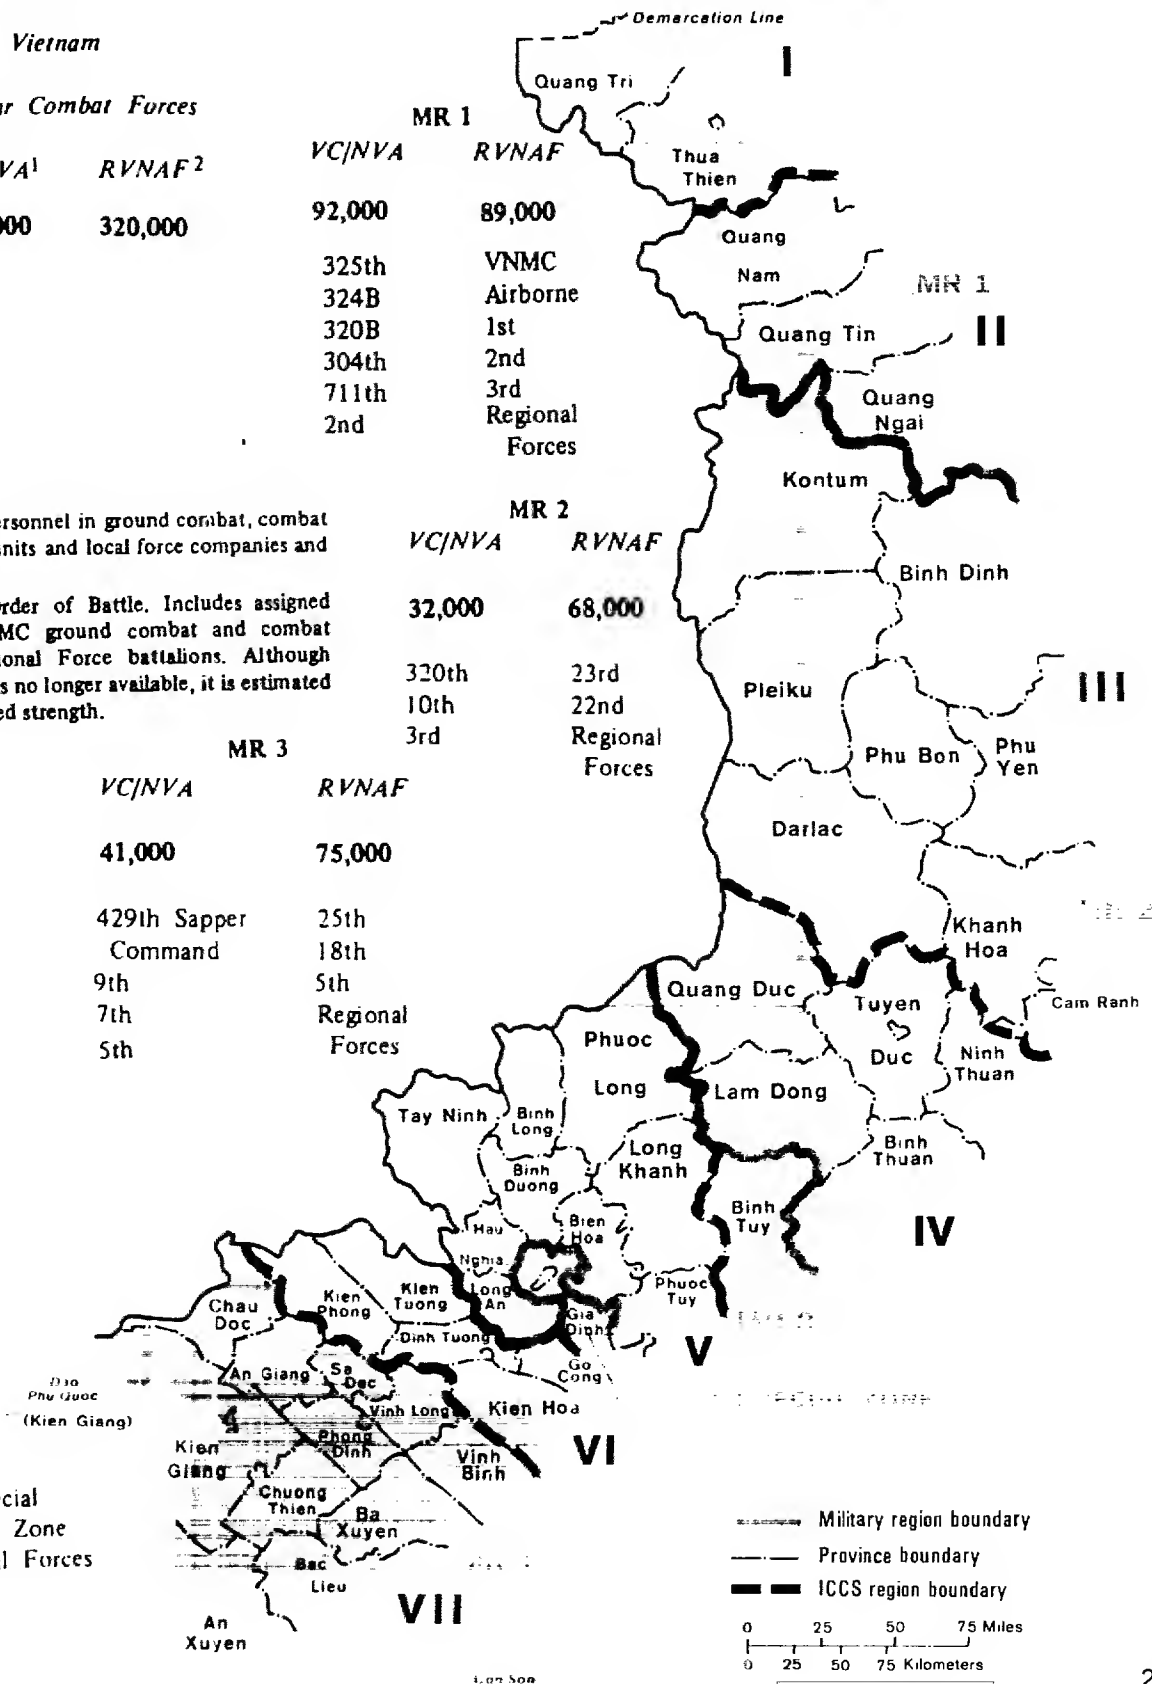 Demarcation Line
Vietnam
I
Combat Forces
MR 1
VC/NVA RVNAF
RVNAF²
92,000 89,000
320,000
325th VNMC
324B Airborne
320B 1st
304th 2nd
711th 3rd
2nd Regional
Forces
Quang Tri
Thua
Thien
Quang
Nam
MR 1
Quang Tin
II
Quang
Ngai
Kontum
ersonnel in ground combat, combat
nits and local force companies and
rder of Battle. Includes assigned
MC ground combat and combat
ional Force battalions. Although
s no longer available, it is estimated
ed strength.
MR 2
VC/NVA RVNAF
32,000 68,000
320th 23rd
10th 22nd
3rd Regional
Forces
Binh Dinh
Pleiku
III
Phu Bon
Phu
Yen
Darlac
MR 3
VC/NVA RVNAF
41,000 75,000
429th Sapper 25th
Command 18th
9th 5th
7th Regional
5th Forces
Khanh
Hoa
Quang Duc
Tuyen
Duc
Cam Ranh
Ninh
Thuan
Phuoc
Long
Lam Dong
Tay Ninh
Binh
Long
Long
Khanh
Binh
Thuan
Binh
Duong
Binh
Tuy
IV
Hau
Nghia
Bien
Hoa
Long
An
Phuoc
Tuy
Gia
Dinh
V
Chau
Doc
Kien
Phong
Kien
Tuong
Dinh Tuong
Go
Cong
An Giang
Sa
Dec
Phu Quoc
(Kien Giang)
Vinh Long
Kien Hoa
VI
Phong
Dinh
Kien
Giang
Vinh
Binh
Chuong
Thien
Ba
Xuyen
cial
Zone
l Forces
Bac
Lieu
VII
An
Xuyen
Military region boundary
Province boundary
ICCS region boundary
0 25 50 75 Miles
0 25 50 75 Kilometers
2